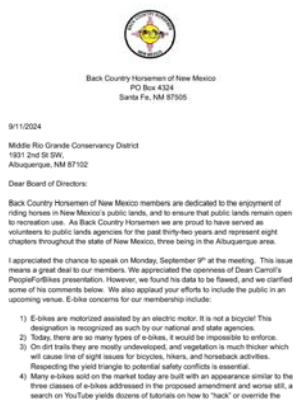 BACK COUNTRY HORSEMEN
NEW MEXICO
Back Country Horsemen of New Mexico
PO Box 4324
Santa Fe, NM 87505
9/11/2024
Middle Rio Grande Conservancy District
1931 2nd St SW,
Albuquerque, NM 87102
Dear Board of Directors:
Back Country Horsemen of New Mexico members are dedicated to the enjoyment of
riding horses in New Mexico's public lands, and to ensure that public lands remain open
to recreation use. As Back Country Horsemen we are proud to have served as
volunteers to public lands agencies for the past thirty-two years and represent eight
chapters throughout the state of New Mexico, three being in the Albuquerque area.
I appreciated the chance to speak on Monday, September 9th at the meeting. This issue
means a great deal to our members. We appreciated the openness of Dean Carroll's
PeopleForBikes presentation. However, we found his data to be flawed, and we clarified
some of his comments below. We also applaud your efforts to include the public in an
upcoming venue. E-bike concerns for our membership include:
1) E-bikes are motorized assisted by an electric motor. It is not a bicycle! This
designation is recognized as such by our national and state agencies.
2) Today, there are so many types of e-bikes, it would be impossible to enforce.
3) On dirt trails they are mostly undeveloped, and vegetation is much thicker which
will cause line of sight issues for bicycles, hikers, and horseback activities.
Respecting the yield triangle to potential safety conflicts is essential.
4) Many e-bikes sold on the market today are built with an appearance similar to the
three classes of e-bikes addressed in the proposed amendment and worse still, a
search on YouTube yields dozens of tutorials on how to "hack" or override the